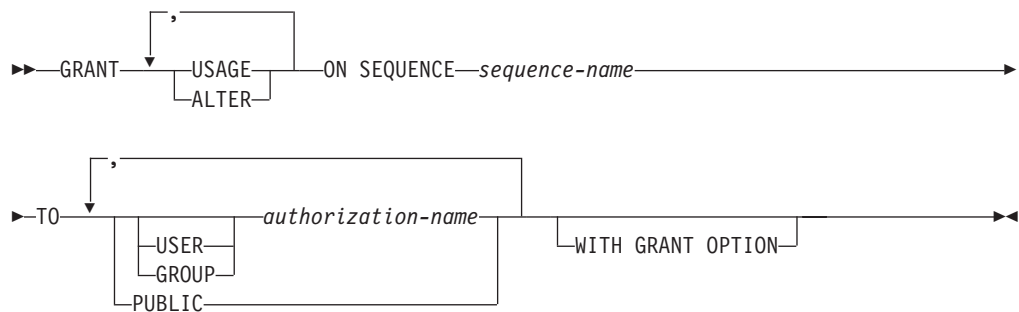 ,
GRANT USAGE ON SEQUENCE sequence-name
ALTER
,
TO authorization-name
USER WITH GRANT OPTION
GROUP
PUBLIC